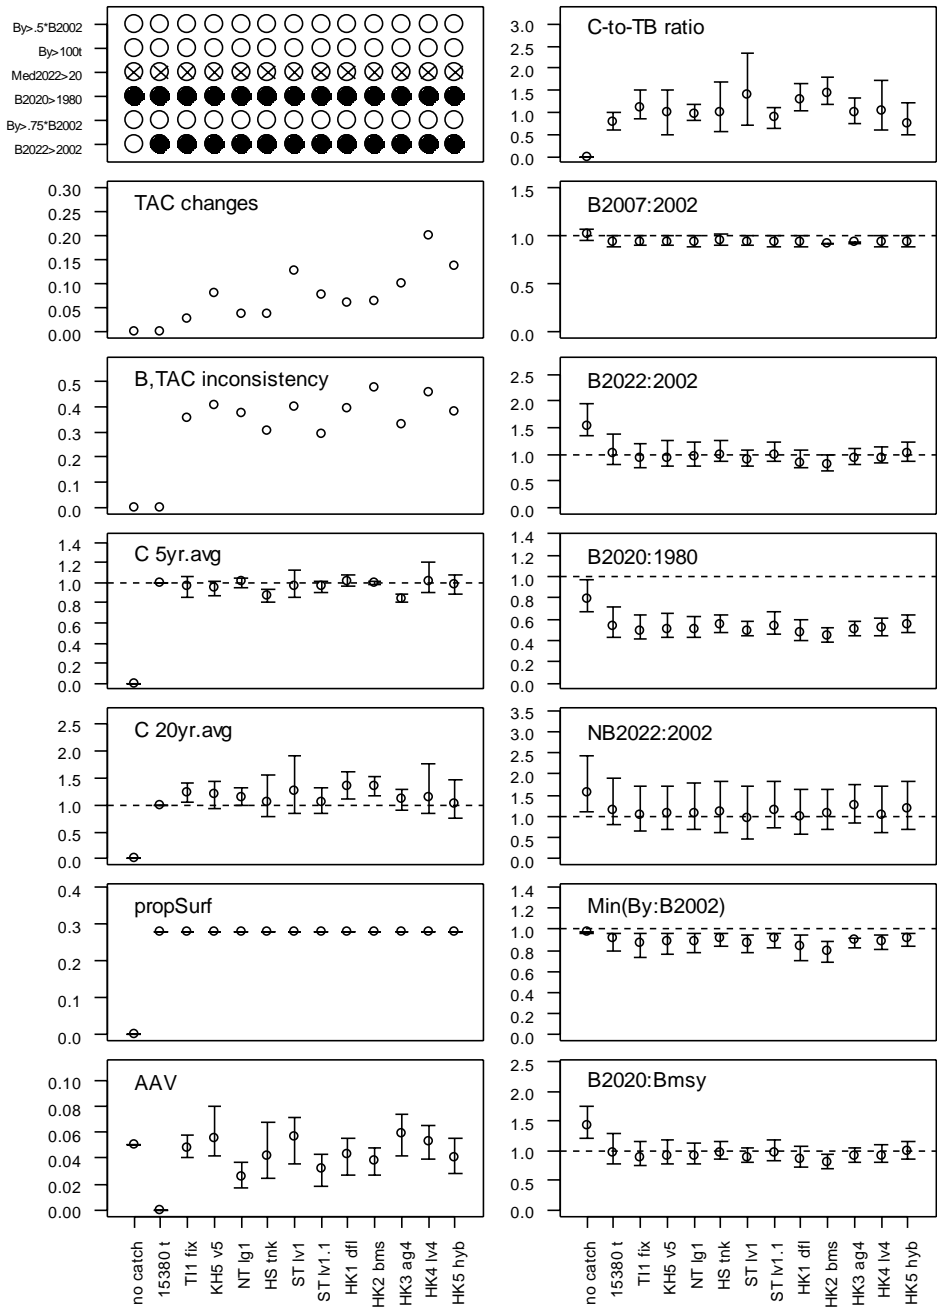 By>.5*B2002
By>100t
Med2022>20
B2020>1980
By>.75*B2002
B2022>2002
TAC changes
0.30
0.25
0.20
0.15
0.10
0.05
0.00
B,TAC inconsistency
0.5
0.4
0.3
0.2
0.1
0.0
C 5yr.avg
1.4
1.2
1.0
0.8
0.6
0.4
0.2
0.0
C 20yr.avg
2.5
2.0
1.5
1.0
0.5
0.0
propSurf
0.4
0.3
0.2
0.1
0.0
AAV
0.10
0.08
0.06
0.04
0.02
0.00
no catch
15380 t
TI1 fix
KH5 v5
NT lg1
HS tnk
ST lv1
ST lv1.1
HK1 dfl
HK2 bms
HK3 ag4
HK4 lv4
HK5 hyb
C-to-TB ratio
3.0
2.5
2.0
1.5
1.0
0.5
0.0
B2007:2002
1.5
1.0
0.5
0.0
B2022:2002
2.5
2.0
1.5
1.0
0.5
0.0
B2020:1980
1.4
1.2
1.0
0.8
0.6
0.4
0.2
0.0
NB2022:2002
3.5
3.0
2.5
2.0
1.5
1.0
0.5
0.0
Min(By:B2002)
1.4
1.2
1.0
0.8
0.6
0.4
0.2
0.0
B2020:Bmsy
2.5
2.0
1.5
1.0
0.5
0.0
no catch
15380 t
TI1 fix
KH5 v5
NT lg1
HS tnk
ST lv1
ST lv1.1
HK1 dfl
HK2 bms
HK3 ag4
HK4 lv4
HK5 hyb